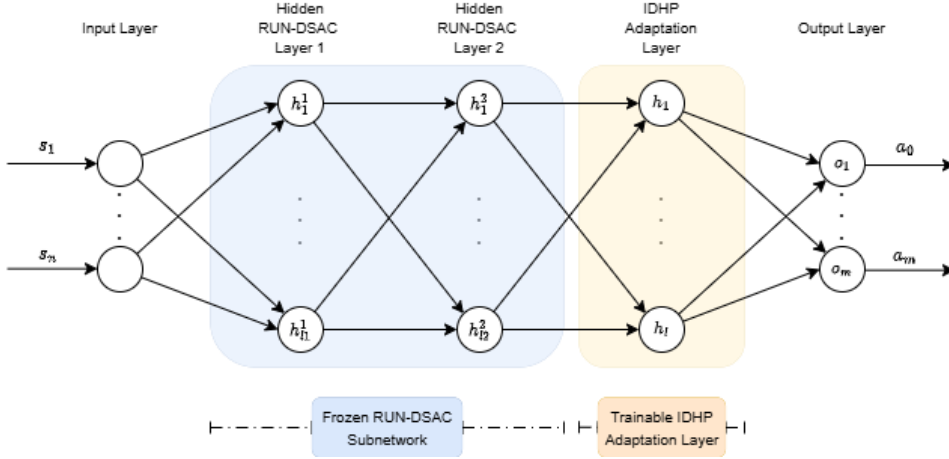 Input Layer
Hidden
RUN-DSAC
Layer 1
Hidden
RUN-DSAC
Layer 2
IDHP
Adaptation
Layer
Output Layer
s₁
sₙ
h¹₁
h¹ₗ₁
h²₁
h²ₗ₂
h₁
hₗ
o₁
oₘ
a₀
aₘ
Frozen RUN-DSAC
Subnetwork
Trainable IDHP
Adaptation Layer